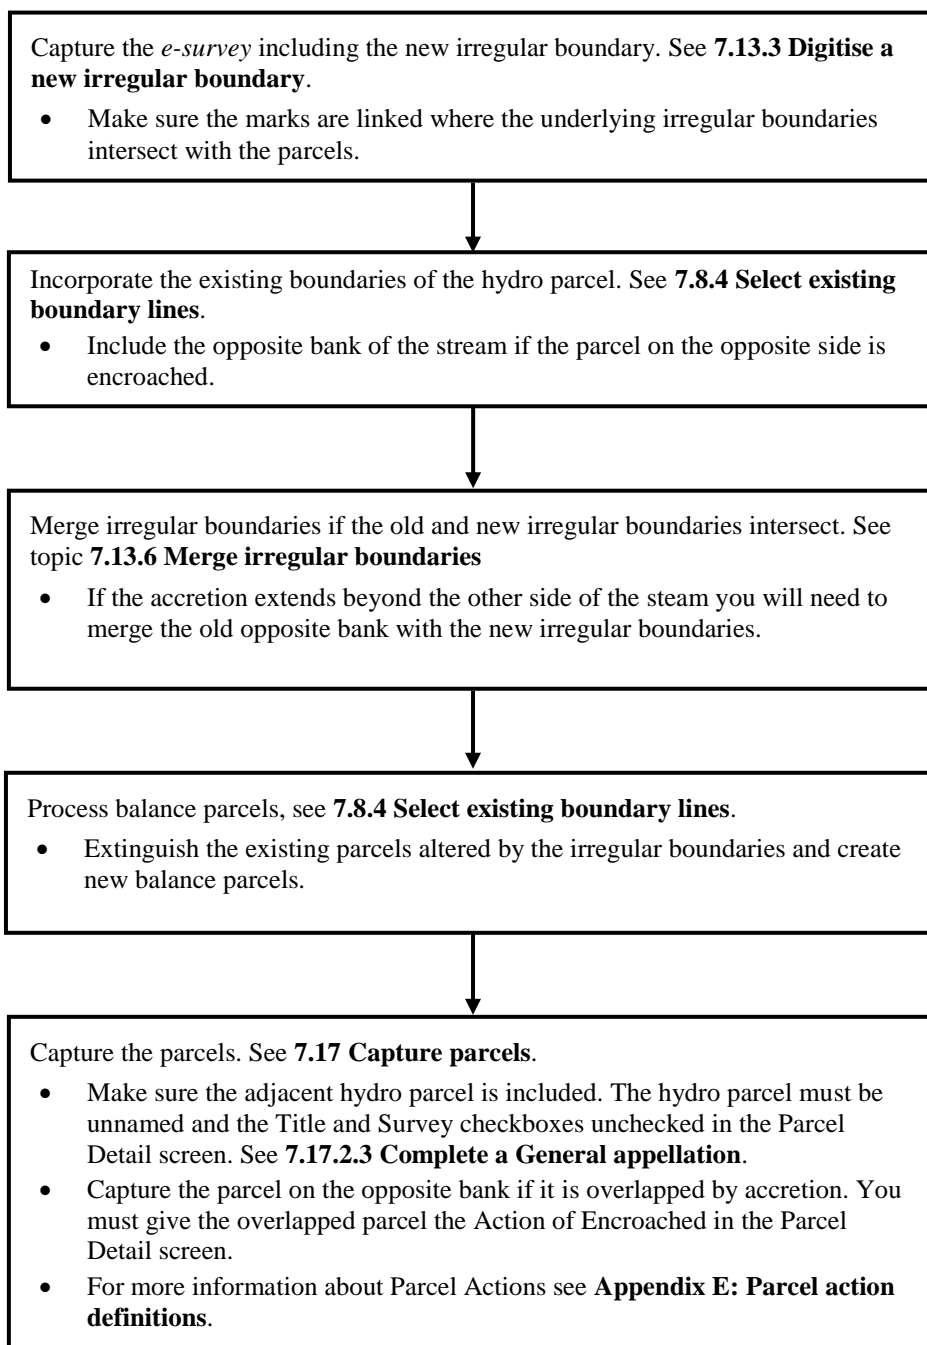 Capture the e-survey including the new irregular boundary. See 7.13.3 Digitise a
new irregular boundary.
• Make sure the marks are linked where the underlying irregular boundaries
intersect with the parcels.
Incorporate the existing boundaries of the hydro parcel. See 7.8.4 Select existing
boundary lines.
• Include the opposite bank of the stream if the parcel on the opposite side is
encroached.
Merge irregular boundaries if the old and new irregular boundaries intersect. See
topic 7.13.6 Merge irregular boundaries
• If the accretion extends beyond the other side of the steam you will need to
merge the old opposite bank with the new irregular boundaries.
Process balance parcels, see 7.8.4 Select existing boundary lines.
• Extinguish the existing parcels altered by the irregular boundaries and create
new balance parcels.
Capture the parcels. See 7.17 Capture parcels.
• Make sure the adjacent hydro parcel is included. The hydro parcel must be
unnamed and the Title and Survey checkboxes unchecked in the Parcel
Detail screen. See 7.17.2.3 Complete a General appellation.
• Capture the parcel on the opposite bank if it is overlapped by accretion. You
must give the overlapped parcel the Action of Encroached in the Parcel
Detail screen.
• For more information about Parcel Actions see Appendix E: Parcel action
definitions.